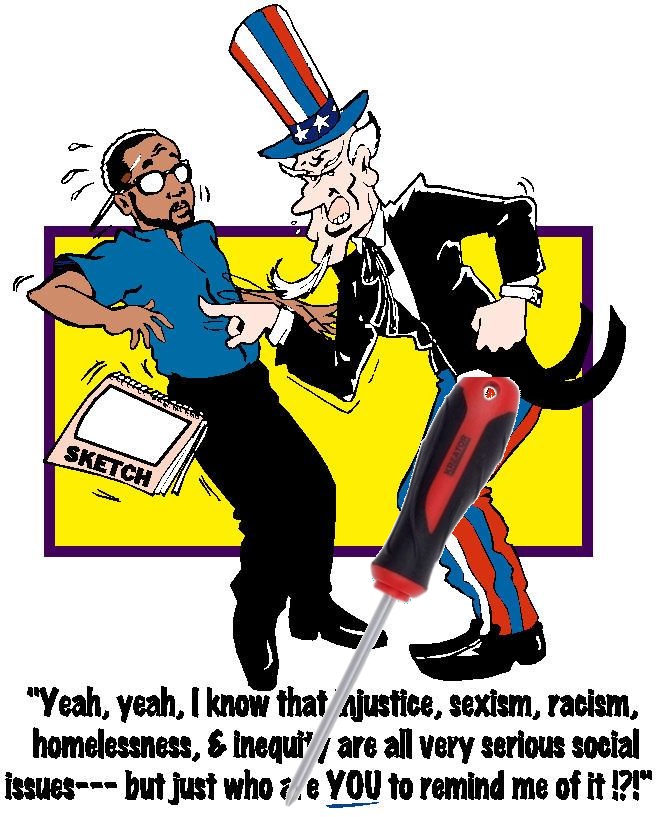 KREATOR
SKETCH
"Yeah, yeah, I know that injustice, sexism, racism,
homelessness, & inequity are all very serious social
issues--- but just who are YOU to remind me of it !?!"